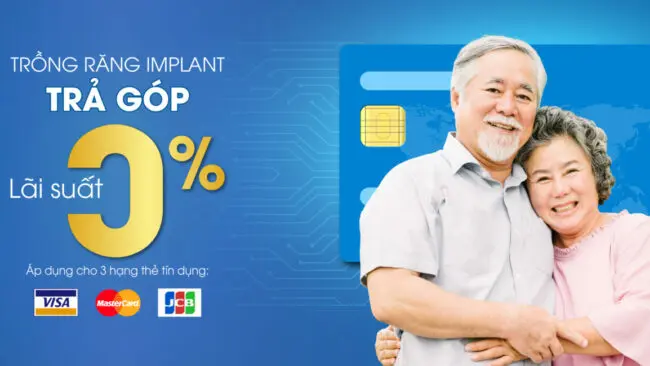 TRỒNG RĂNG IMPLANT
TRẢ GÓP
Lãi suất 0%
Áp dụng cho 3 hạng thẻ tín dụng:
VISA MasterCard JCB